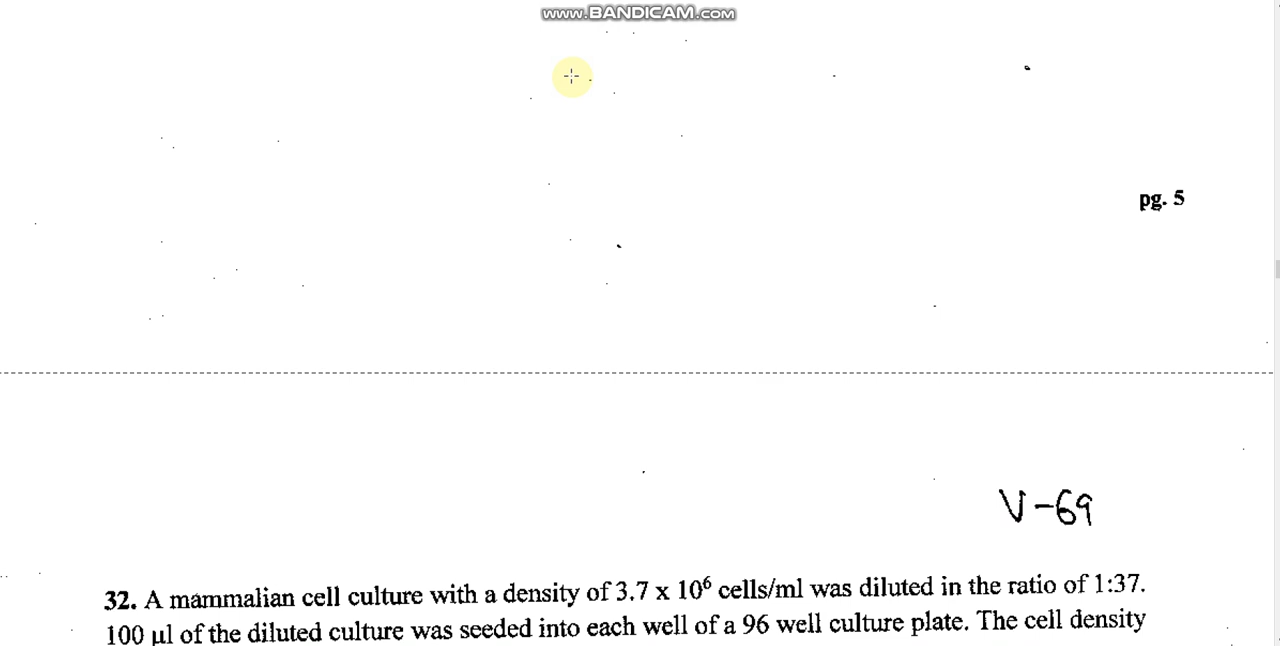 www.BANDICAM.com
pg. 5
V-69
32. A mammalian cell culture with a density of 3.7 x 10⁶ cells/ml was diluted in the ratio of 1:37.
100 µl of the diluted culture was seeded into each well of a 96 well culture plate. The cell density